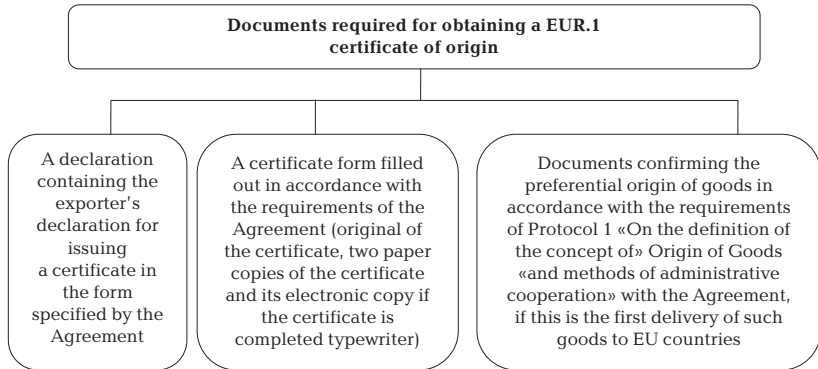 Documents required for obtaining a EUR.1
certificate of origin
A declaration
containing the
exporter's
declaration for
issuing
a certificate in
the form
specified by the
Agreement
A certificate form filled
out in accordance with
the requirements of the
Agreement (original of
the certificate, two paper
copies of the certificate
and its electronic copy if
the certificate is
completed typewriter)
Documents confirming the
preferential origin of goods in
accordance with the requirements
of Protocol 1 «On the definition of
the concept of» Origin of Goods
«and methods of administrative
cooperation» with the Agreement,
if this is the first delivery of such
goods to EU countries